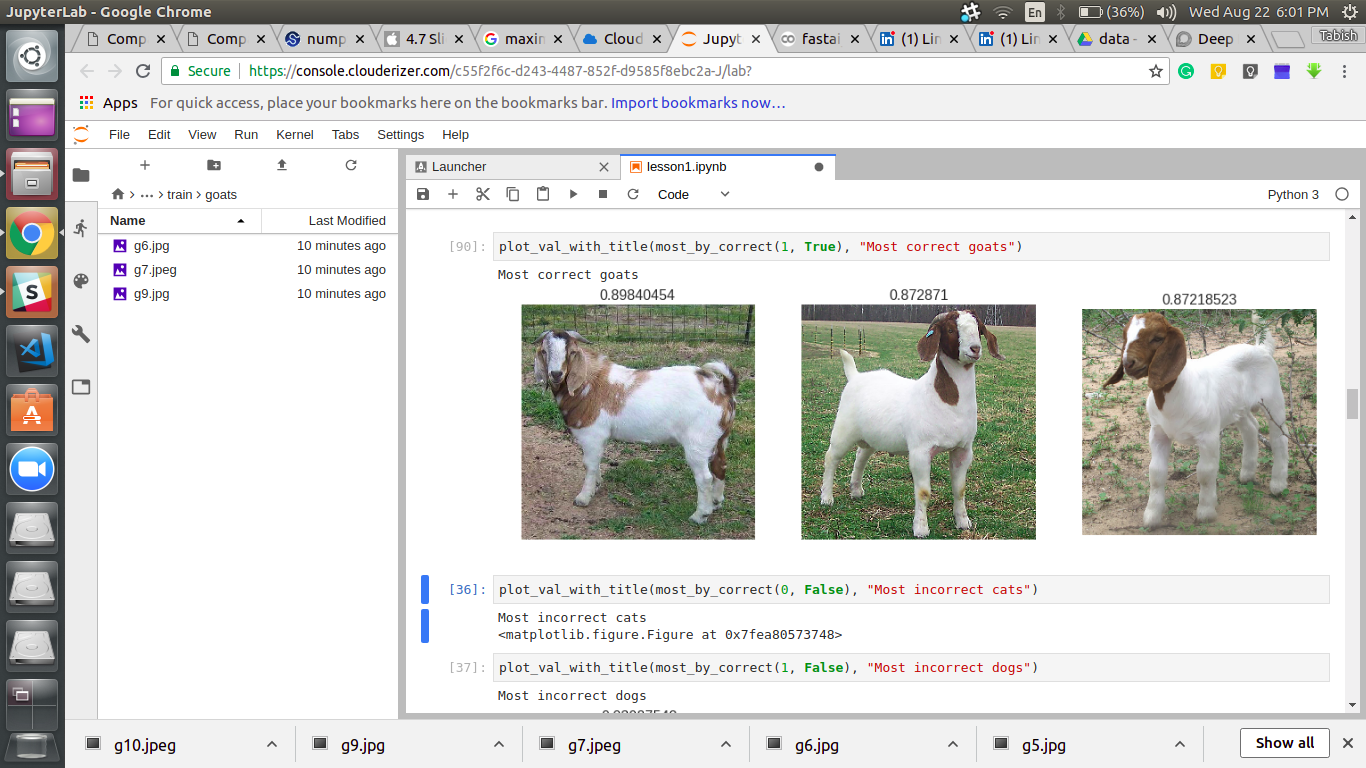 JupyterLab - Google Chrome
En
(36%)
Wed Aug 22 6:01 PM
Comp
Comp
nump
4.7 Sli
maxin
Cloud
Jupyt
fastai
(1) Lin
(1) Lin
data -
Deep
Tabish
Secure
https://console.clouderizer.com/c55f2f6c-d243-4487-852f-d9585f8ebc2a-J/lab?
Apps
For quick access, place your bookmarks here on the bookmarks bar. Import bookmarks now…
File Edit View Run Kernel Tabs Settings Help
Launcher
lesson1.ipynb
Code
Python 3
… > train > goats
Name
Last Modified
g6.jpg 10 minutes ago
g7.jpeg 10 minutes ago
g9.jpg 10 minutes ago
[90]: plot_val_with_title(most_by_correct(1, True), "Most correct goats")
Most correct goats
0.89840454
0.872871
0.87218523
[36]: plot_val_with_title(most_by_correct(0, False), "Most incorrect cats")
Most incorrect cats
<matplotlib.figure.Figure at 0x7fea80573748>
[37]: plot_val_with_title(most_by_correct(1, False), "Most incorrect dogs")
Most incorrect dogs
g10.jpeg
g9.jpg
g7.jpeg
g6.jpg
g5.jpg
Show all